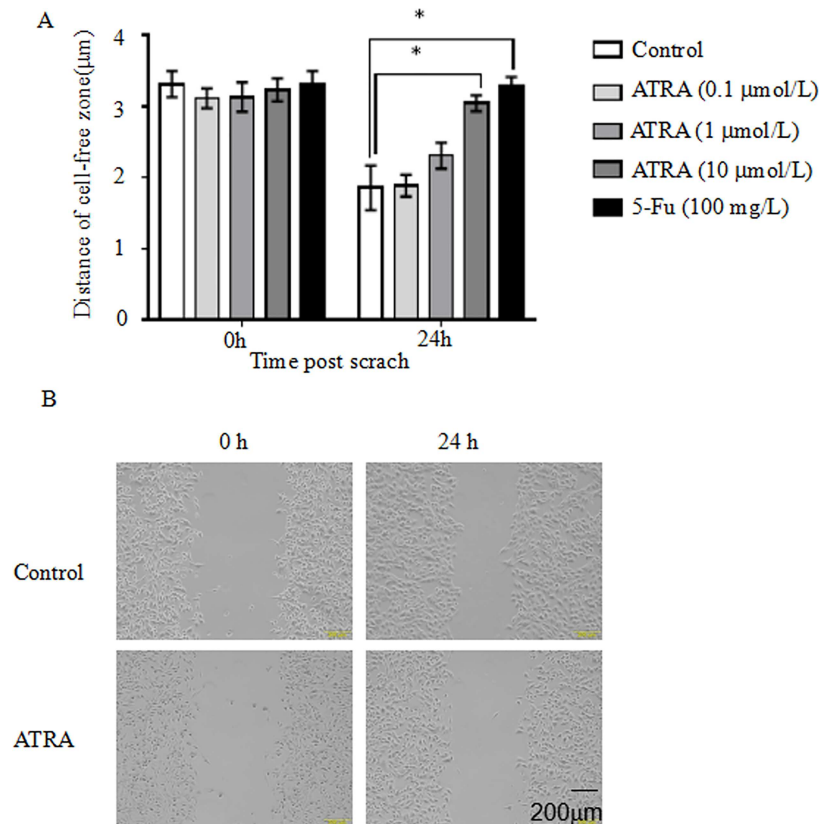 A
*
*
Distance of cell-free zone(μm)
4
3
2
1
0
0h
24h
Time post scrach
Control
ATRA (0.1 μmol/L)
ATRA (1 μmol/L)
ATRA (10 μmol/L)
5-Fu (100 mg/L)
B
0 h
24 h
Control
ATRA
200μm